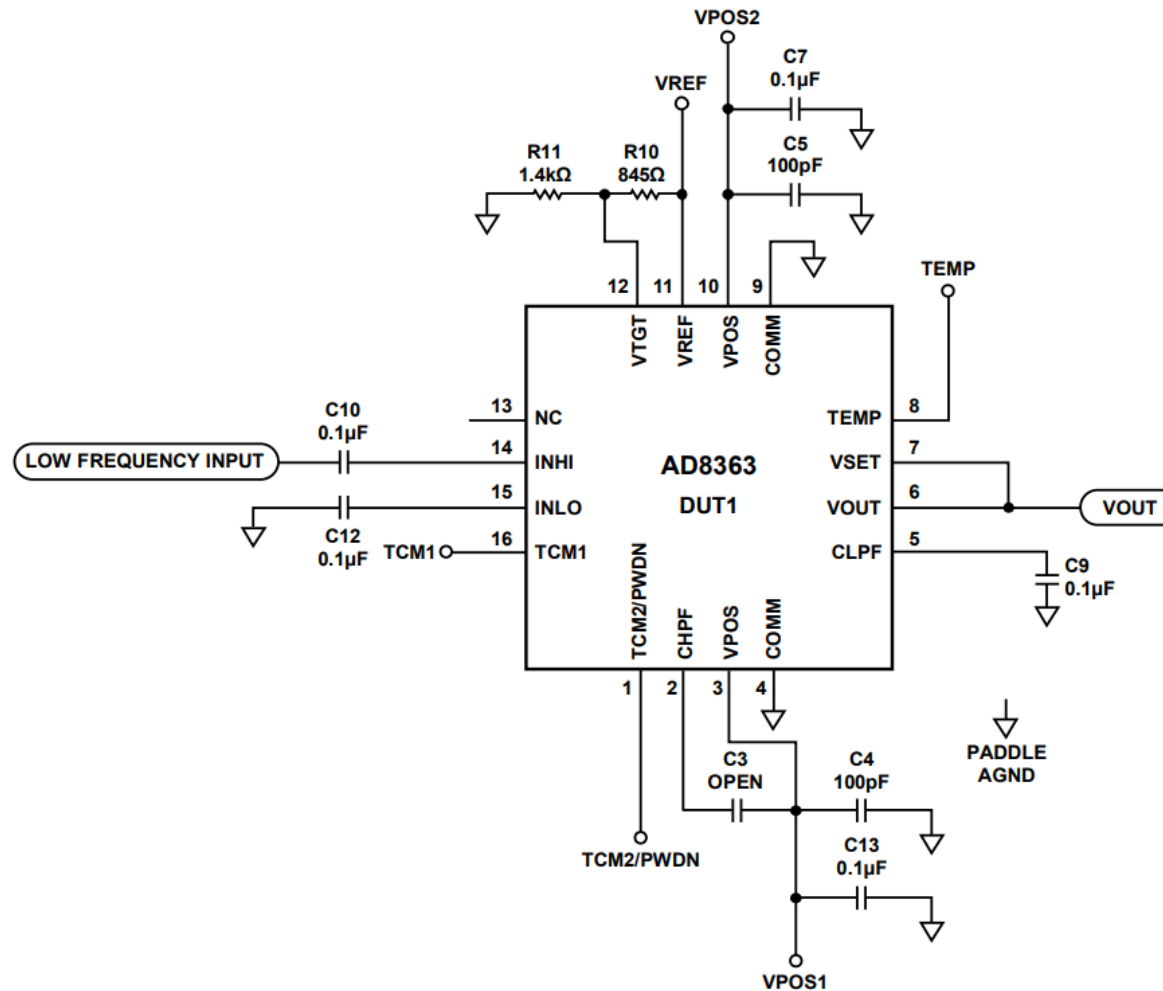 VPOS2
C7
0.1µF
VREF
C5
100pF
R11
1.4kΩ
R10
845Ω
TEMP
12
11
10
9
VTGT
VREF
VPOS
COMM
13
NC
C10
0.1µF
LOW FREQUENCY INPUT
14
INHI
15
INLO
C12
0.1µF
TCM1
16
TCM1
AD8363
DUT1
TEMP
8
VSET
7
VOUT
6
VOUT
CLPF
5
C9
0.1µF
TCM2/PWDN
CHPF
VPOS
COMM
1
2
3
4
PADDLE
AGND
C3
OPEN
C4
100pF
TCM2/PWDN
C13
0.1µF
VPOS1